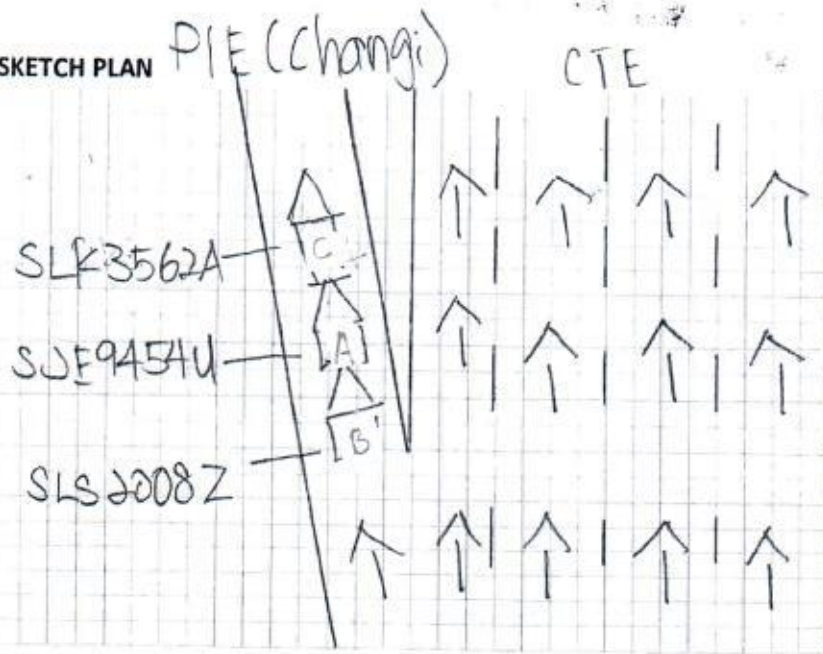 SKETCH PLAN PIE (Changi) CTE
SLK3562A
C
SJE9454U
A
B
SLS2008Z